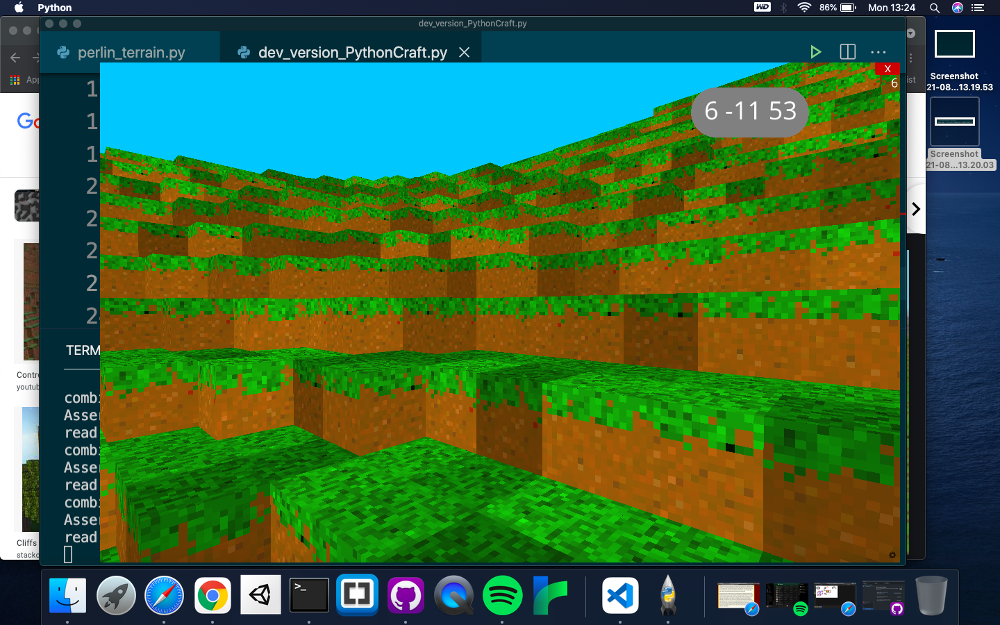 Python
WD
86%
Mon 13:24
dev_version_PythonCraft.py
perlin_terrain.py
dev_version_PythonCraft.py
X
6
6 -11 53
1
1
1
2
2
2
2
2
TERM
comb
Asse
read
comb
Asse
read
comb
Asse
read
Go
App
ist
Contr
youtub
Cliffs
stacko
Screenshot
21-08...13.19.53
Screenshot
21-08...13.20.03
>_